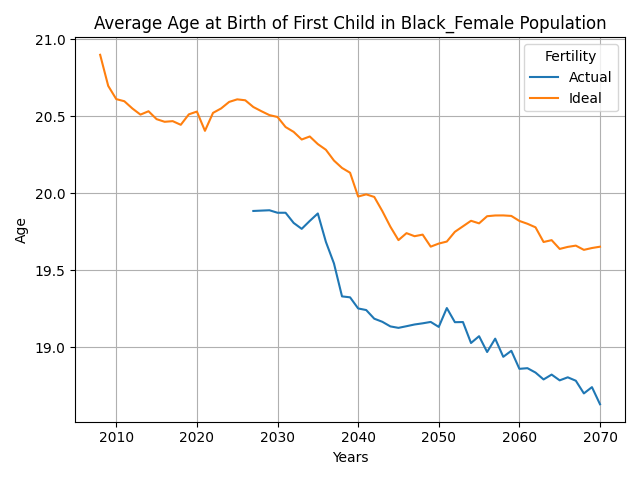 Average Age at Birth of First Child in Black_Female Population
21.0
20.5
20.0
19.5
19.0
Age
Fertility
Actual
Ideal
2010 2020 2030 2040 2050 2060 2070
Years